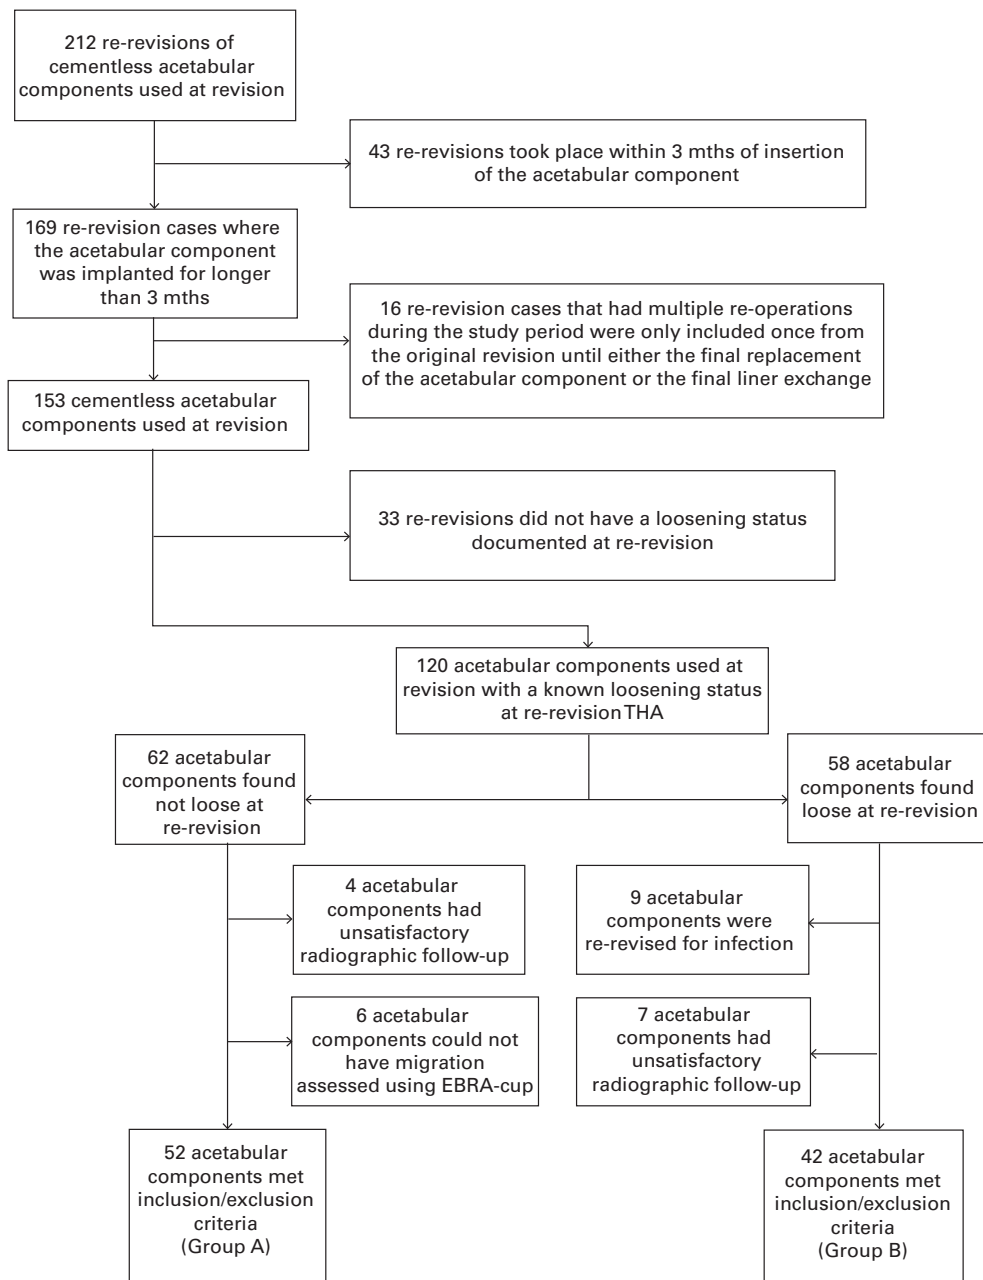 212 re-revisions of
cementless acetabular
components used at revision
43 re-revisions took place within 3 mths of insertion
of the acetabular component
169 re-revision cases where
the acetabular component
was implanted for longer
than 3 mths
16 re-revision cases that had multiple re-operations
during the study period were only included once from
the original revision until either the final replacement
of the acetabular component or the final liner exchange
153 cementless acetabular
components used at revision
33 re-revisions did not have a loosening status
documented at re-revision
120 acetabular components used at
revision with a known loosening status
at re-revision THA
62 acetabular
components found
not loose at
re-revision
58 acetabular
components found
loose at re-revision
4 acetabular
components had
unsatisfactory
radiographic follow-up
9 acetabular
components were
re-revised for infection
6 acetabular
components could not
have migration
assessed using EBRA-cup
7 acetabular
components had
unsatisfactory
radiographic follow-up
52 acetabular
components met
inclusion/exclusion
criteria
(Group A)
42 acetabular
components met
inclusion/exclusion
criteria
(Group B)